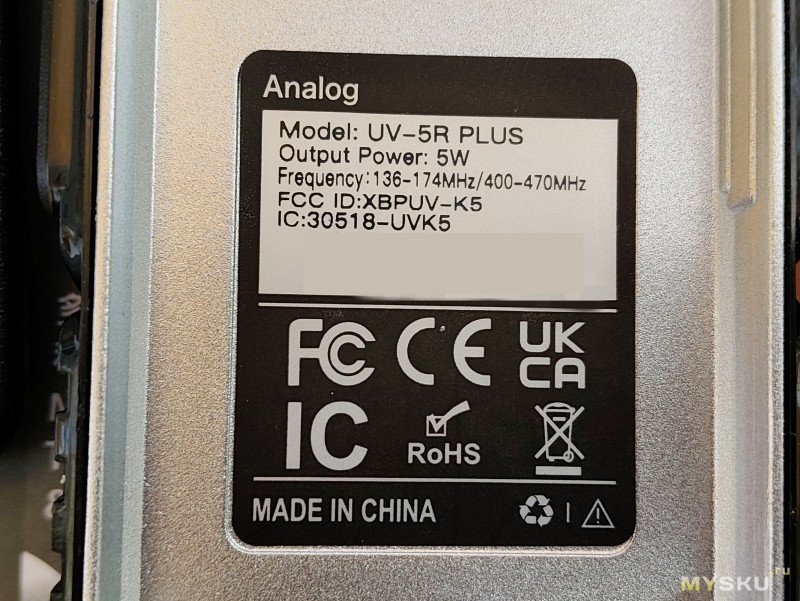 Analog
Model: UV-5R PLUS
Output Power: 5W
Frequency:136-174MHz/400-470MHz
FCC ID:XBPUV-K5
IC:30518-UVK5
FC CE UK
CA
IC
RoHS
MADE IN CHINA
MYSKU.ru